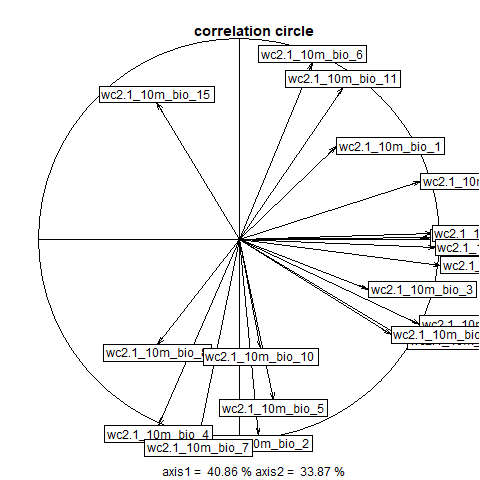 correlation circle
wc2.1_10m_bio_6
wc2.1_10m_bio_11
wc2.1_10m_bio_15
wc2.1_10m_bio_1
wc2.1_10m
wc2.1_1
wc2.1_1
wc2.1_
wc2.1_10m_bio_3
wc2.1_10m
wc2.1_10m_bio
wc2.1_10m_bio_
wc2.1_10m_bio_10
wc2.1_10m_bio_5
wc2.1_10m_bio_4
wc2.1_10m_bio_7
0m_bio_2
axis1 = 40.86 % axis2 = 33.87 %